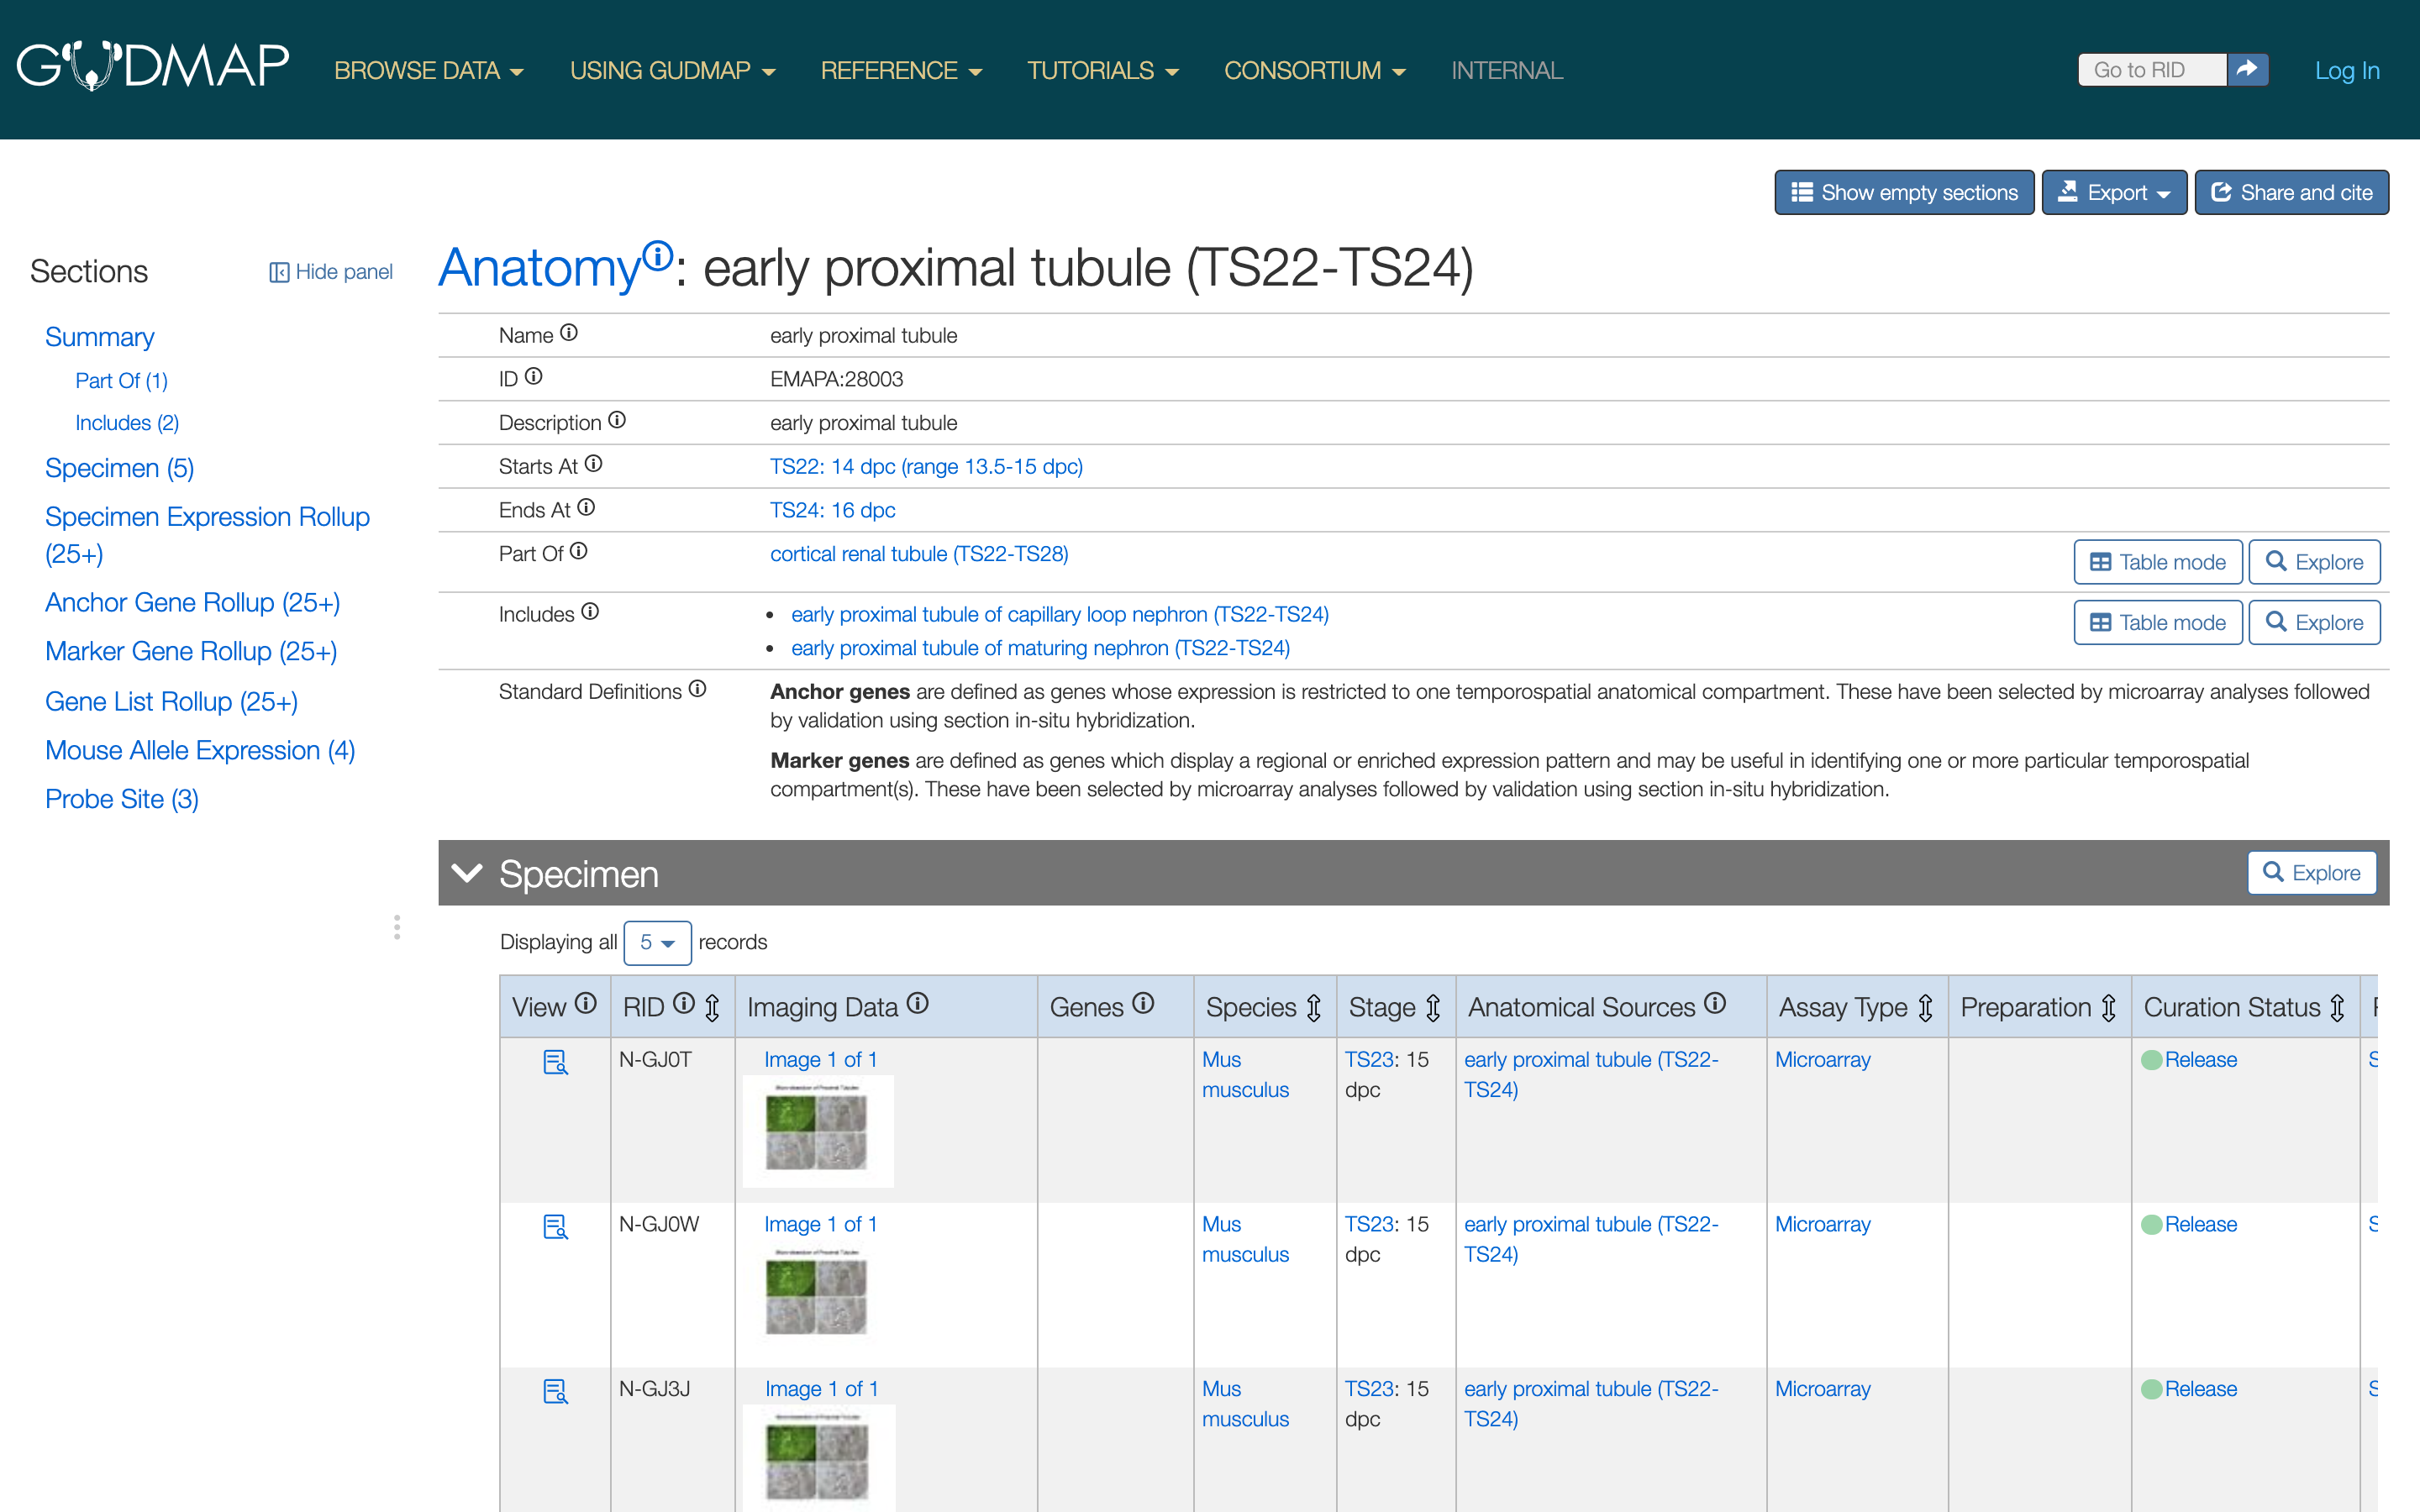 GUDMAP BROWSE DATA USING GUDMAP REFERENCE TUTORIALS CONSORTIUM INTERNAL Go to RID Log In
Show empty sections Export Share and cite
Sections Hide panel
Summary
Part Of (1)
Includes (2)
Specimen (5)
Specimen Expression Rollup
(25+)
Anchor Gene Rollup (25+)
Marker Gene Rollup (25+)
Gene List Rollup (25+)
Mouse Allele Expression (4)
Probe Site (3)
Anatomy: early proximal tubule (TS22-TS24)
Name early proximal tubule
ID EMAPA:28003
Description early proximal tubule
Starts At TS22: 14 dpc (range 13.5-15 dpc)
Ends At TS24: 16 dpc
Part Of cortical renal tubule (TS22-TS28) Table mode Explore
Includes • early proximal tubule of capillary loop nephron (TS22-TS24) Table mode Explore
• early proximal tubule of maturing nephron (TS22-TS24)
Standard Definitions Anchor genes are defined as genes whose expression is restricted to one temporospatial anatomical compartment. These have been selected by microarray analyses followed
by validation using section in-situ hybridization.
Marker genes are defined as genes which display a regional or enriched expression pattern and may be useful in identifying one or more particular temporospatial
compartment(s). These have been selected by microarray analyses followed by validation using section in-situ hybridization.
Specimen Explore
Displaying all 5 records
View RID Imaging Data Genes Species Stage Anatomical Sources Assay Type Preparation Curation Status
N-GJ0T Image 1 of 1 Mus TS23: 15 early proximal tubule (TS22- Microarray Release
musculus dpc TS24)
N-GJ0W Image 1 of 1 Mus TS23: 15 early proximal tubule (TS22- Microarray Release
musculus dpc TS24)
N-GJ3J Image 1 of 1 Mus TS23: 15 early proximal tubule (TS22- Microarray Release
musculus dpc TS24)